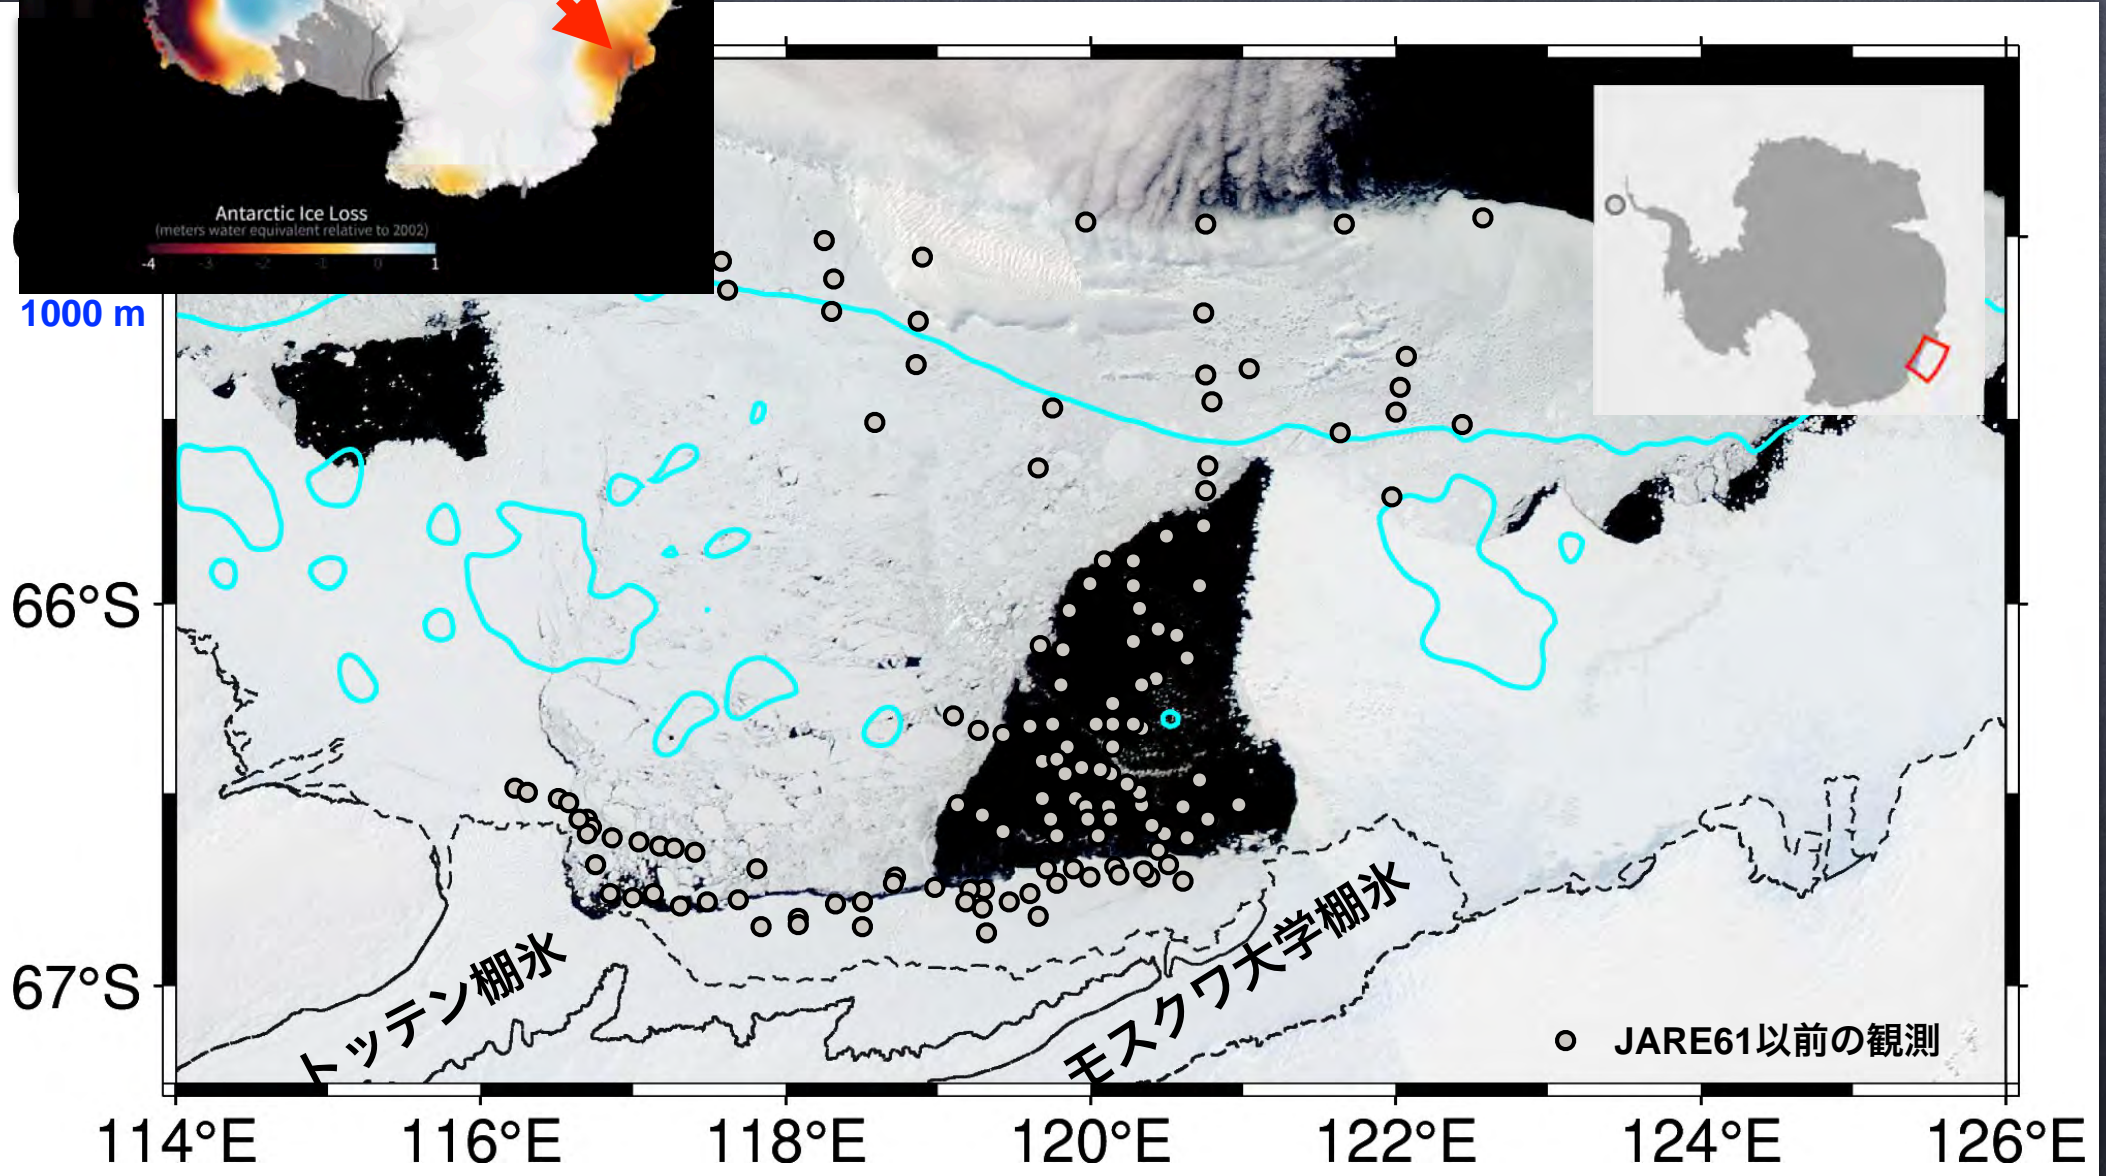 Antarctic Ice Loss
(meters water equivalent relative to 2002)
-4 -3 -2 -1 0 1
1000 m
66°S
67°S
トッテン棚氷
モスクワ大学棚氷
JARE61以前の観測
114°E 116°E 118°E 120°E 122°E 124°E 126°E